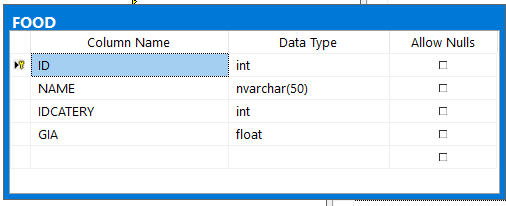 FOOD
Column Name Data Type Allow Nulls
ID int
NAME nvarchar(50)
IDCATERY int
GIA float